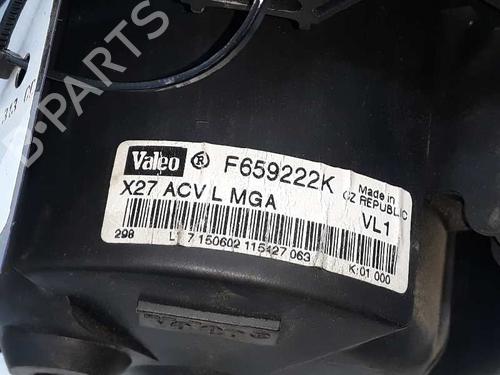 B-PARTS
Valeo ® F659222K
Made in
CZ REPUBLIC
X27 ACV L MGA
VL1
298 L 7 150602 115427 063 K:01 000